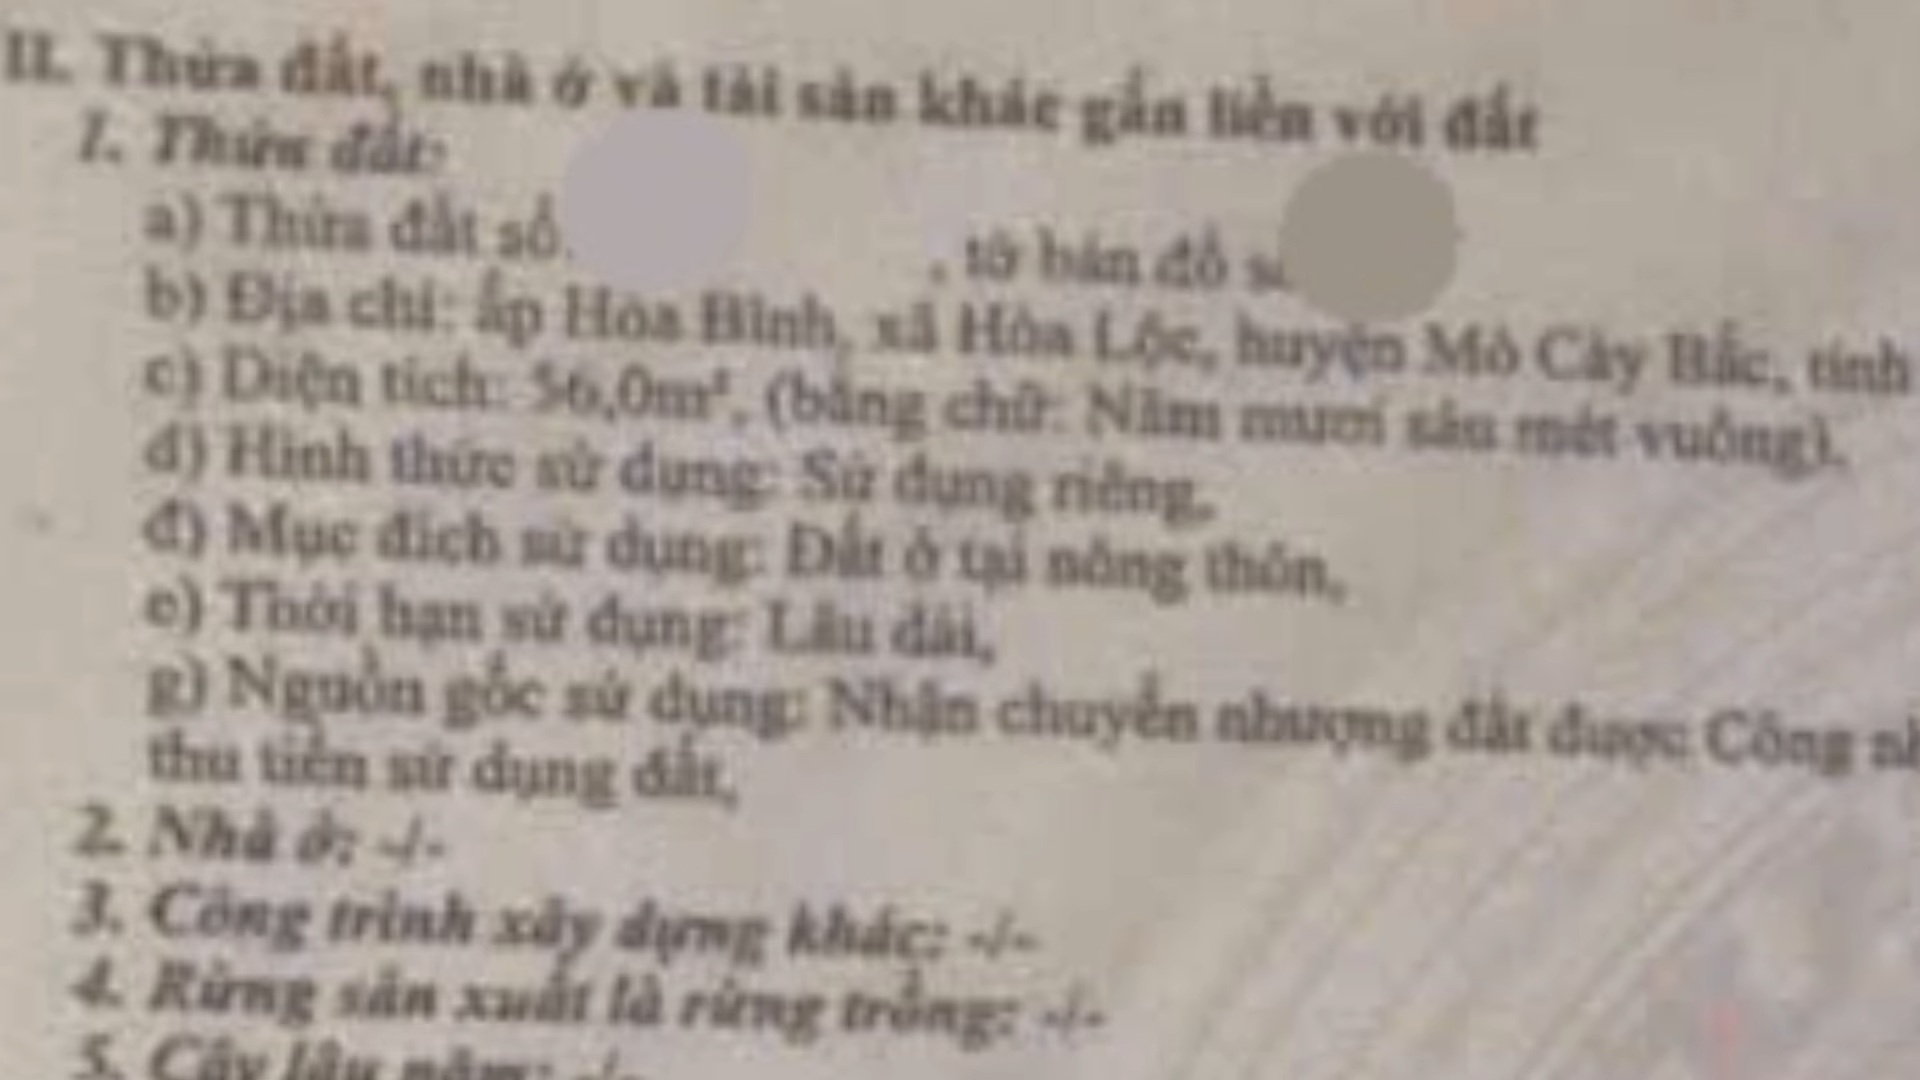 II. Thửa đất, nhà ở và tài sản khác gắn liền với đất
1. Thửa đất:
a) Thửa đất số , tờ bản đồ số
b) Địa chỉ: ấp Hòa Bình, xã Hòa Lộc, huyện Mỏ Cày Bắc, tỉnh
c) Diện tích: 56,0m², (bằng chữ: Năm mươi sáu mét vuông).
d) Hình thức sử dụng: Sử dụng riêng,
đ) Mục đích sử dụng: Đất ở tại nông thôn,
e) Thời hạn sử dụng: Lâu dài,
g) Nguồn gốc sử dụng: Nhận chuyển nhượng đất được Công nh
thu tiền sử dụng đất,
2. Nhà ở: -/-
3. Công trình xây dựng khác: -/-
4. Rừng sản xuất là rừng trồng: -/-
5. Cây lâu năm: -/-